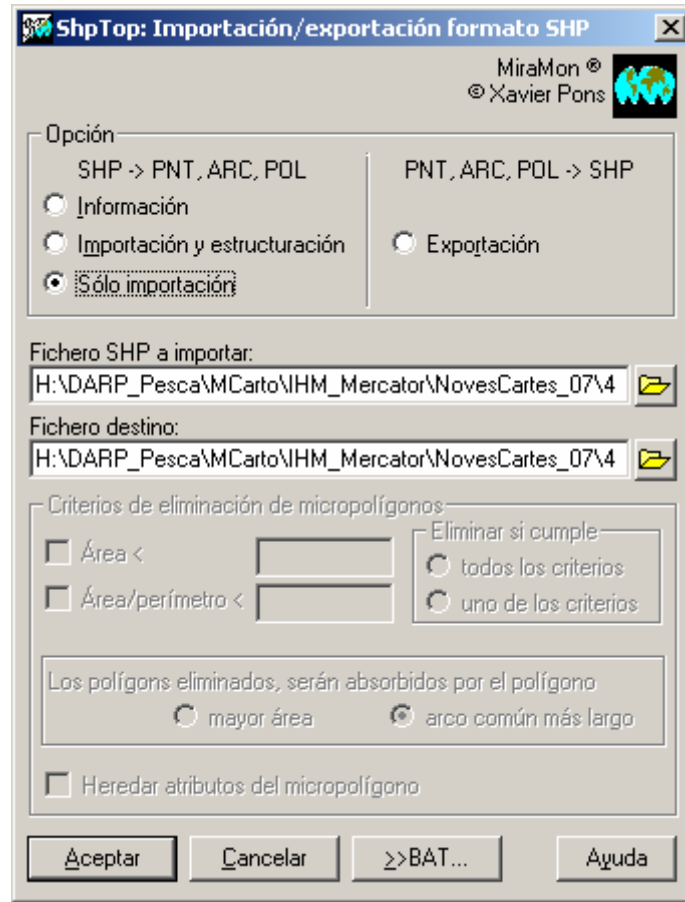 ShpTop: Importación/exportación formato SHP
MiraMon ®
© Xavier Pons
Opción
SHP -> PNT, ARC, POL
PNT, ARC, POL -> SHP
Información
Importación y estructuración
Exportación
Sólo importación
Fichero SHP a importar:
H:\DARP_Pesca\MCarto\IHM_Mercator\NovesCartes_07\4
Fichero destino:
H:\DARP_Pesca\MCarto\IHM_Mercator\NovesCartes_07\4
Criterios de eliminación de micropolígonos
Área <
Área/perímetro <
Eliminar si cumple
todos los criterios
uno de los criterios
Los polígons eliminados, serán absorbidos por el polígono
mayor área
arco común más largo
Heredar atributos del micropolígono
Aceptar
Cancelar
>>BAT...
Ayuda